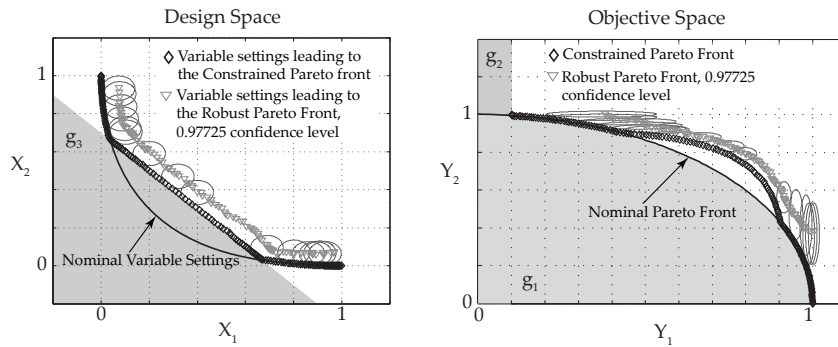 Design Space
Variable settings leading to
the Constrained Pareto front
Variable settings leading to
the Robust Pareto Front,
0.97725 confidence level
g3
Nominal Variable Settings
X2
1
0
0
1
X1
Objective Space
g2
Constrained Pareto Front
Robust Pareto Front, 0.97725
confidence level
Nominal Pareto Front
g1
Y2
1
0
0
1
Y1